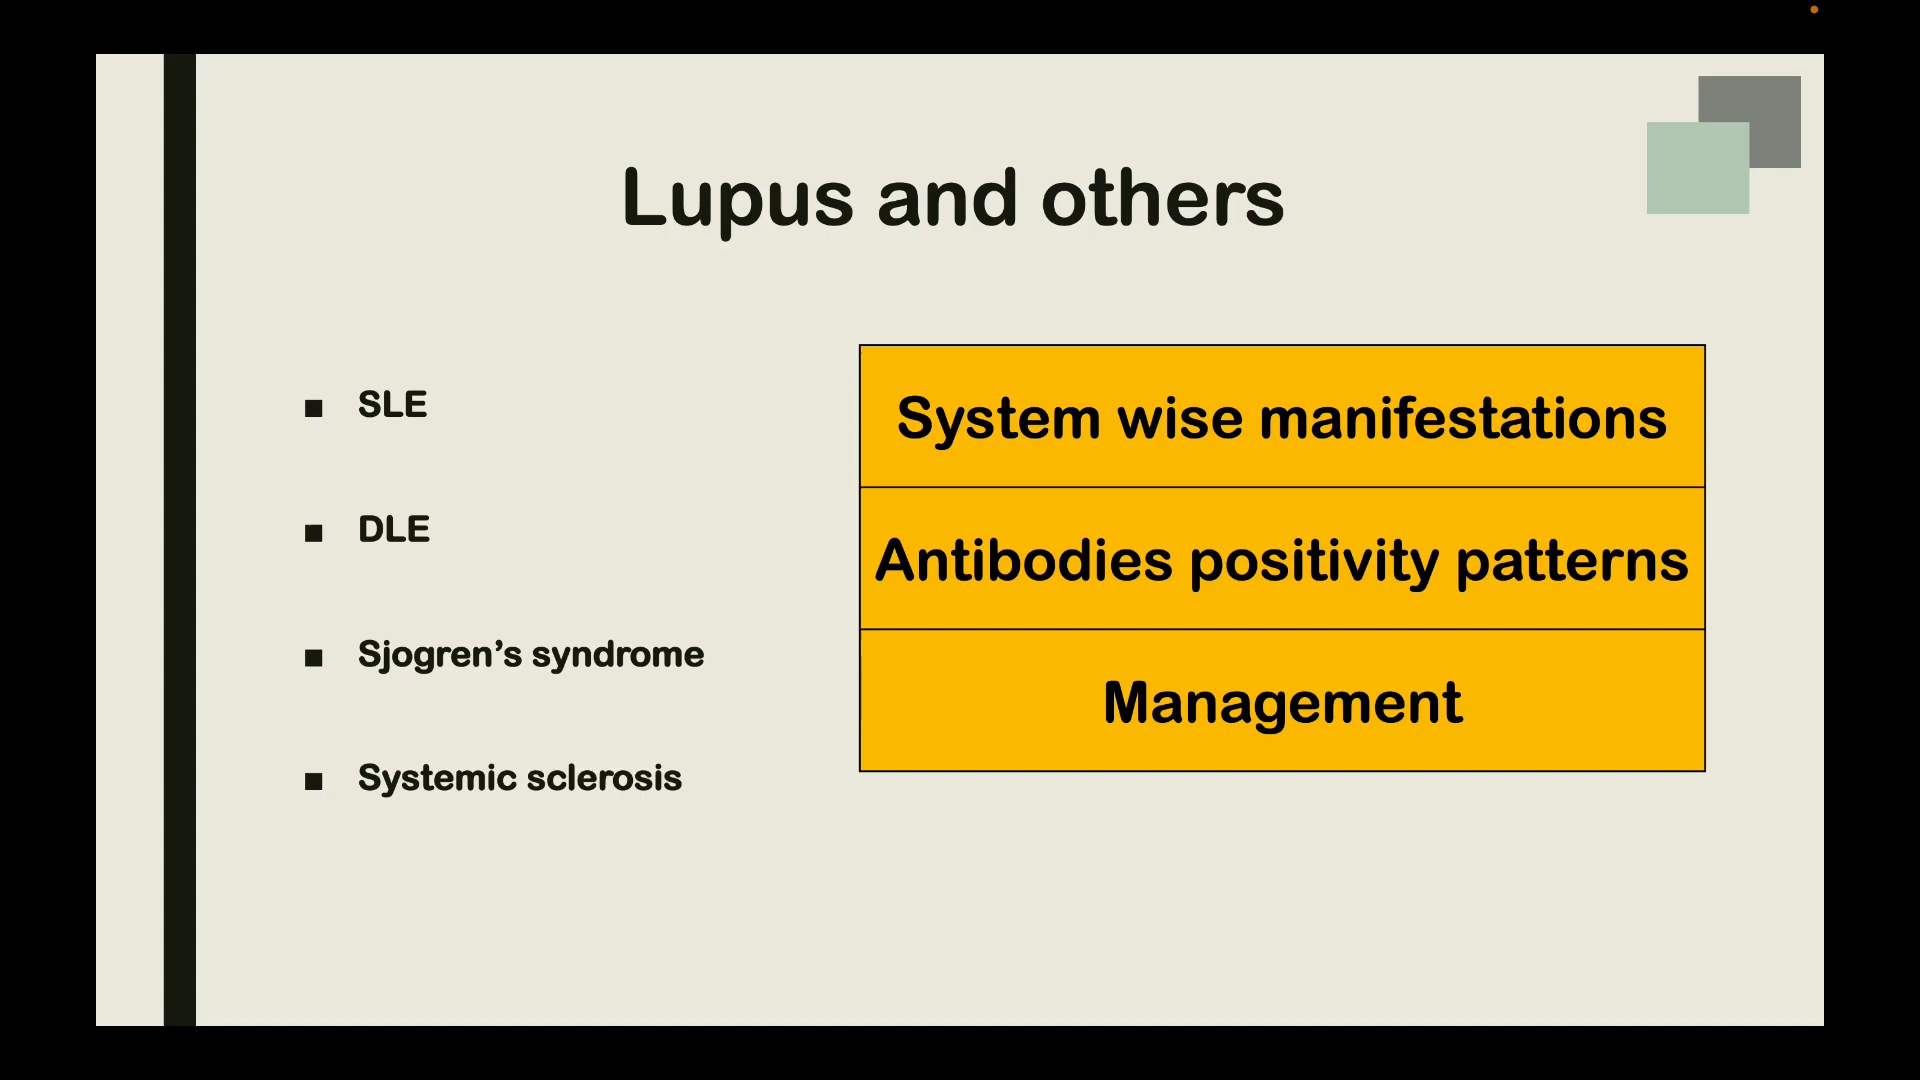 Lupus and others
SLE
DLE
Sjogren’s syndrome
Systemic sclerosis
System wise manifestations
Antibodies positivity patterns
Management